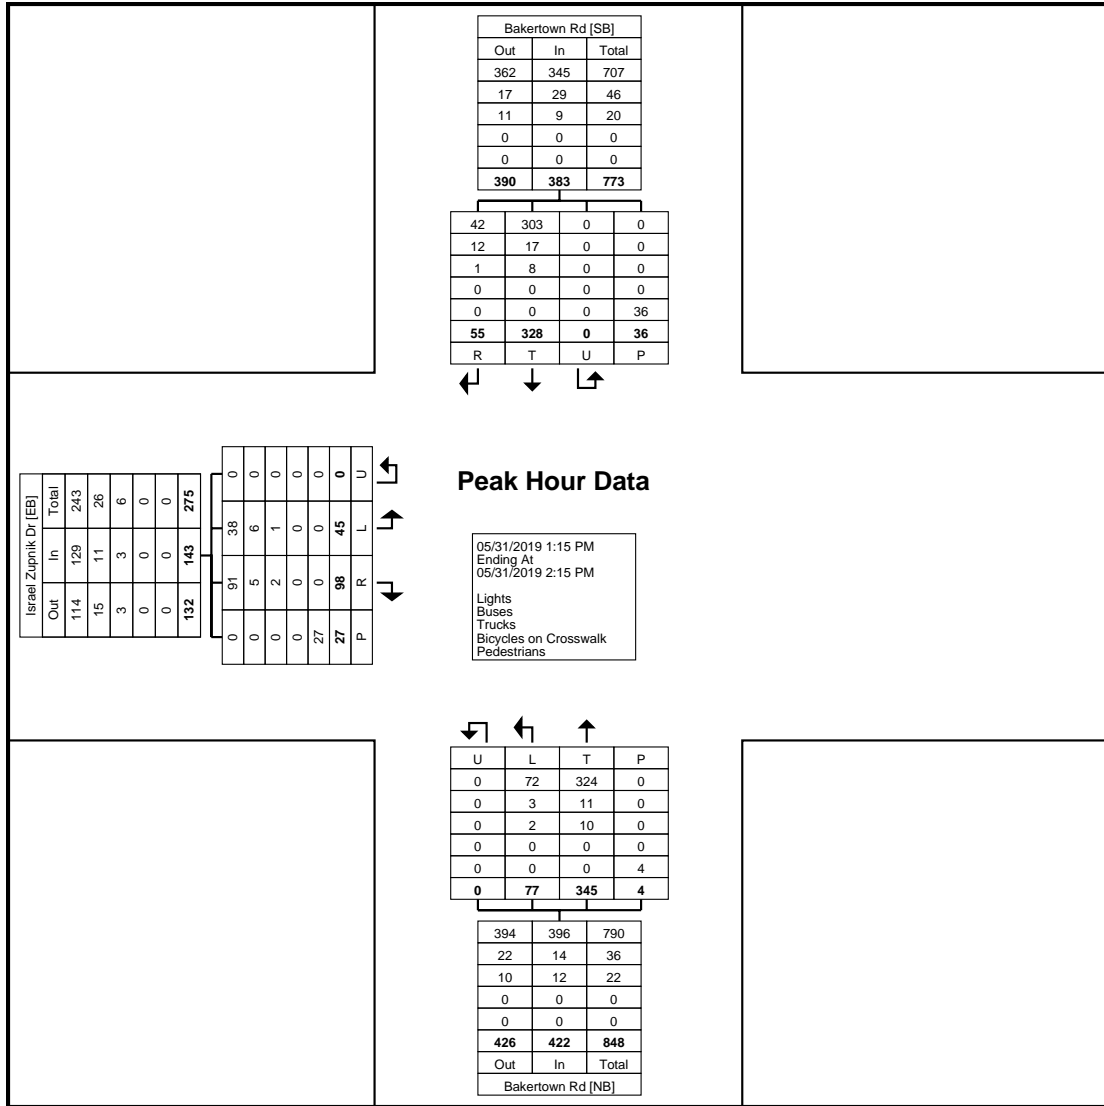 Bakertown Rd [SB]
Out In Total
362 345 707
17 29 46
11 9 20
0 0 0
0 0 0
390 383 773
42 303 0 0
12 17 0 0
1 8 0 0
0 0 0 0
0 0 0 36
55 328 0 36
R T U P
Israel Zupnik Dr [EB]
Out In Total
114 129 243
15 11 26
3 3 6
0 0 0
0 0 0
132 143 275
0 91 38 0
0 5 6 0
0 2 1 0
0 0 0 0
27 0 0 0
27 98 45 0
P R L U
Peak Hour Data
05/31/2019 1:15 PM
Ending At
05/31/2019 2:15 PM
Lights
Buses
Trucks
Bicycles on Crosswalk
Pedestrians
U L T P
0 72 324 0
0 3 11 0
0 2 10 0
0 0 0 0
0 0 0 4
0 77 345 4
394 396 790
22 14 36
10 12 22
0 0 0
0 0 0
426 422 848
Out In Total
Bakertown Rd [NB]